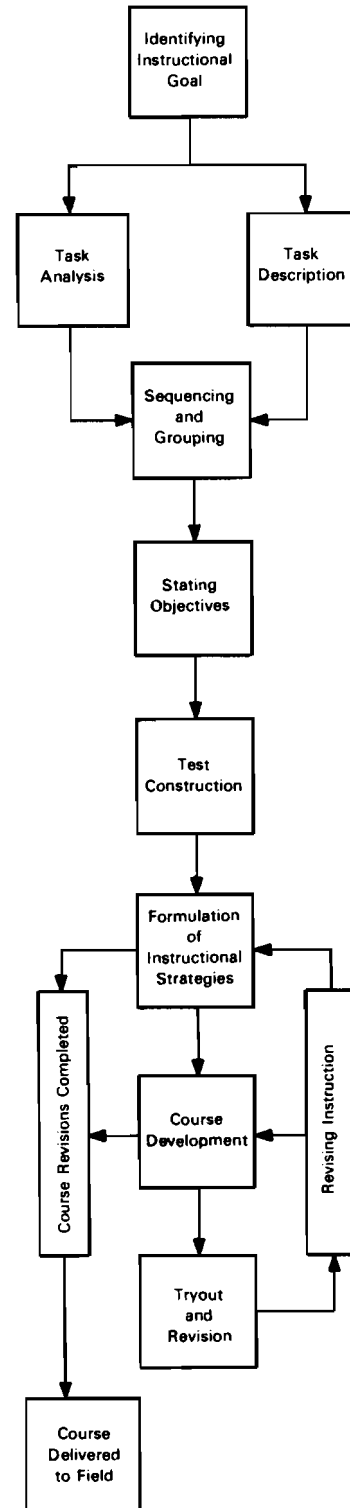 Identifying
Instructional
Goal
Task
Analysis
Task
Description
Sequencing
and
Grouping
Stating
Objectives
Test
Construction
Formulation
of
Instructional
Strategies
Course Revisions Completed
Course
Development
Revising Instruction
Tryout
and
Revision
Course
Delivered
to Field